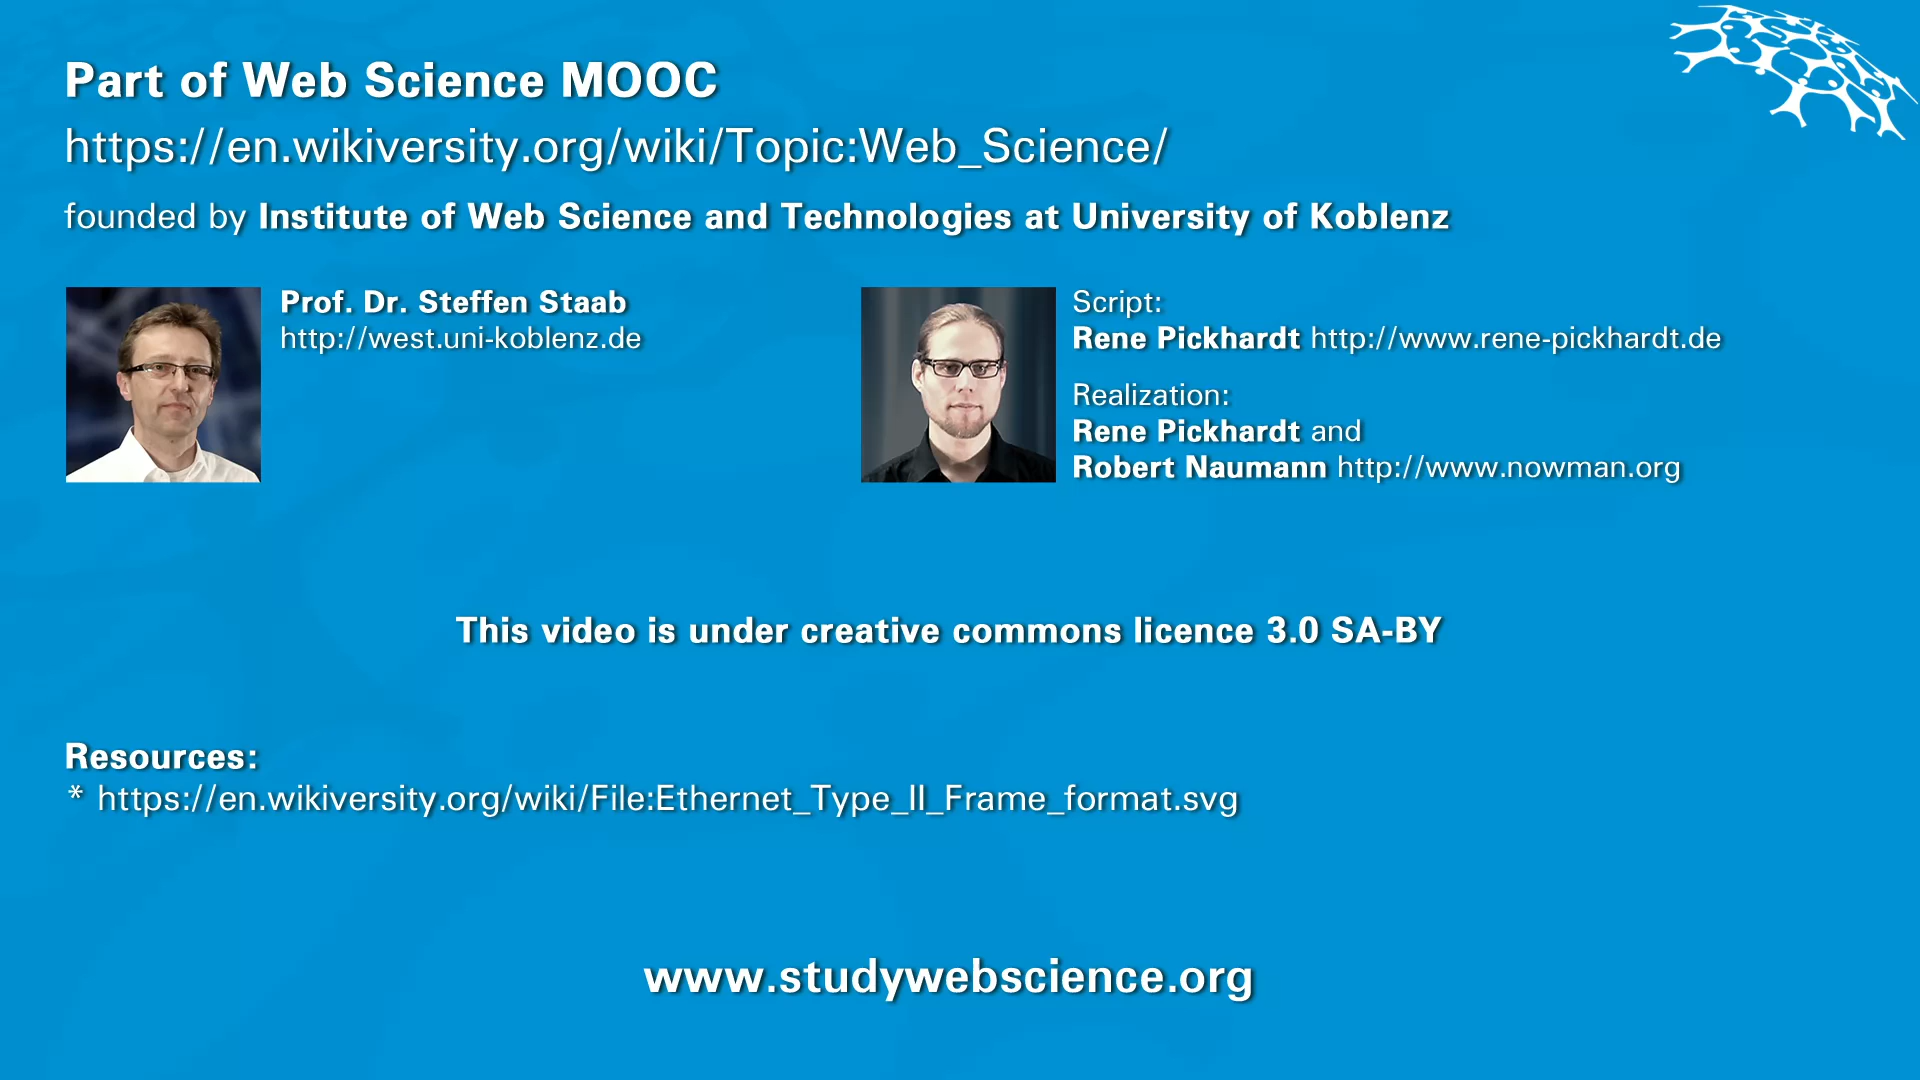 Part of Web Science MOOC
https://en.wikiversity.org/wiki/Topic:Web_Science/
founded by Institute of Web Science and Technologies at University of Koblenz
Prof. Dr. Steffen Staab
http://west.uni-koblenz.de
Script:
Rene Pickhardt http://www.rene-pickhardt.de
Realization:
Rene Pickhardt and
Robert Naumann http://www.nowman.org
This video is under creative commons licence 3.0 SA-BY
Resources:
* https://en.wikiversity.org/wiki/File:Ethernet_Type_II_Frame_format.svg
www.studywebscience.org